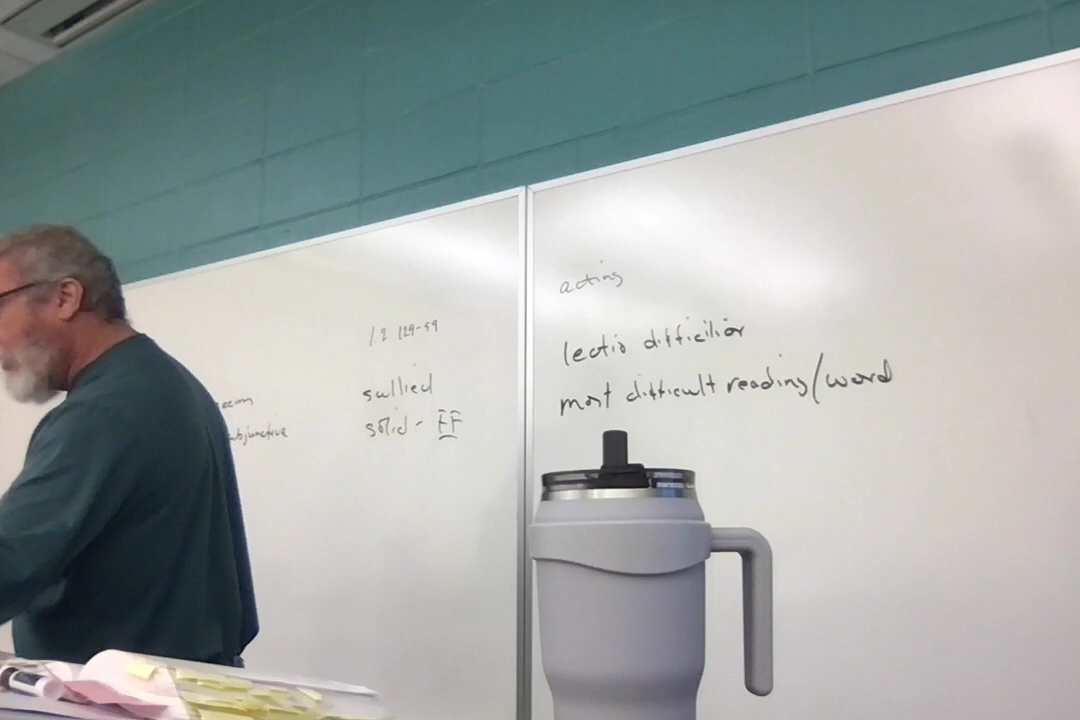 1.2 129-59
sullied
solid - FF
subjunctive
acting
lectio difficilior
most difficult reading/word